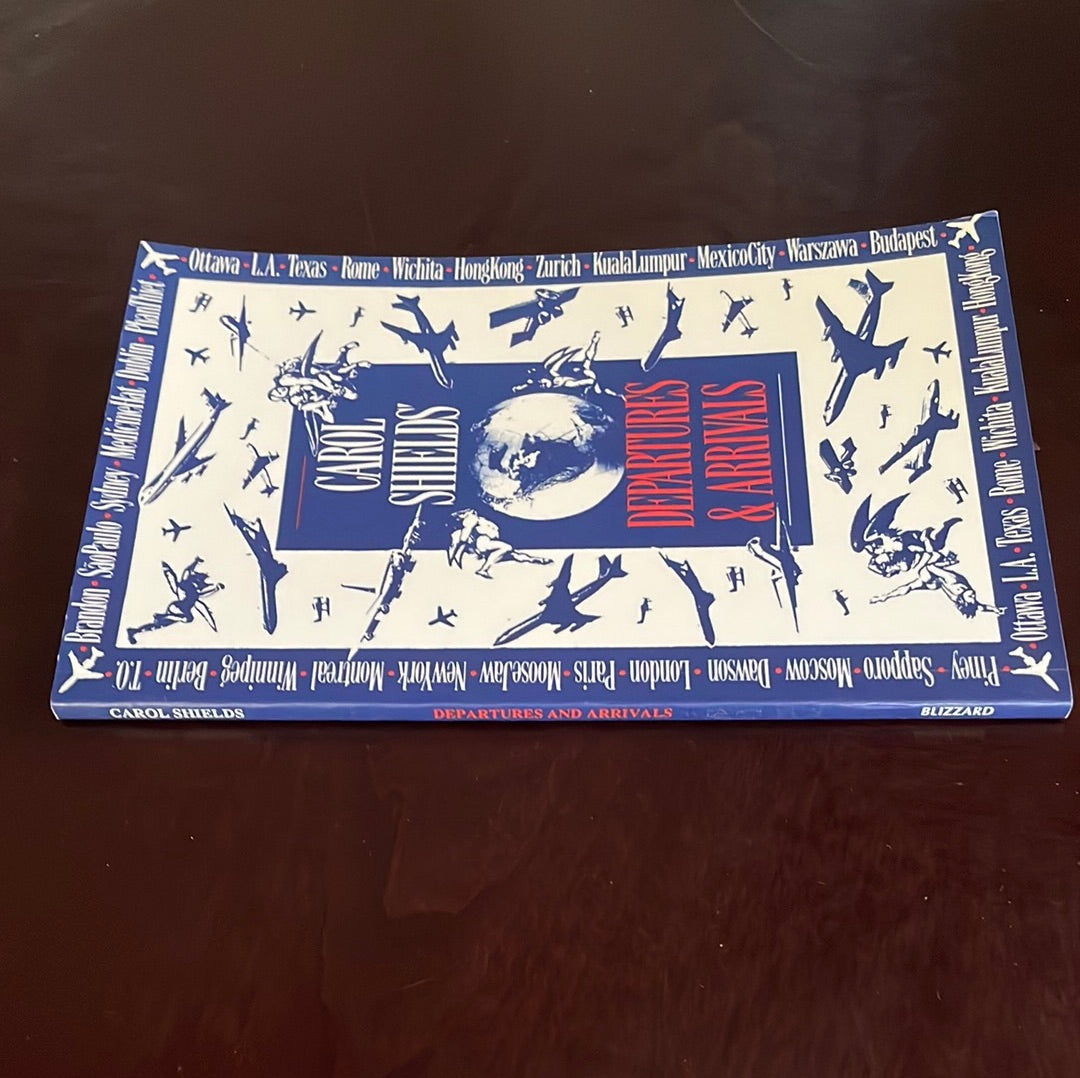 Ottawa • L.A. • Texas • Rome • Wichita • HongKong • Zurich • KualaLumpur • MexicoCity • Warszawa • Budapest •
Brandon • SãoPaulo • Sydney • MedicineHat • Dublin • PhanThiet •
CAROL
SHIELDS
DEPARTURES
& ARRIVALS
Ottawa • L.A. • Texas • Rome • Wichita • KualaLumpur • HongKong
Piney • Sapporo • Moscow • Dawson • London • Paris • MooseJaw • NewYork • Montreal • Winnipeg • Berlin • T.O.
CAROL SHIELDS DEPARTURES AND ARRIVALS BLIZZARD